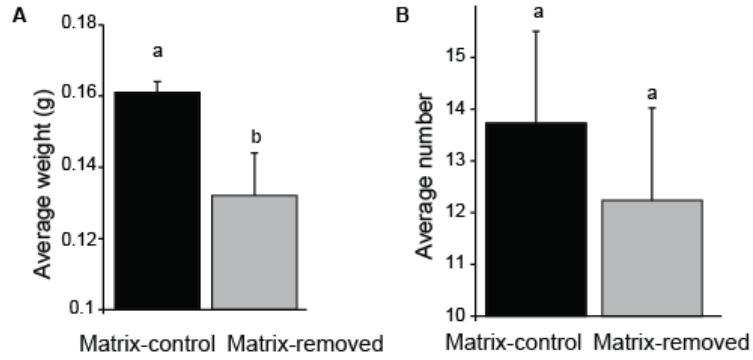 A
Average weight (g)
0.18
0.16
0.14
0.12
0.1
a
b
Matrix-control Matrix-removed
B
Average number
15
14
13
12
11
10
a
a
Matrix-control Matrix-removed